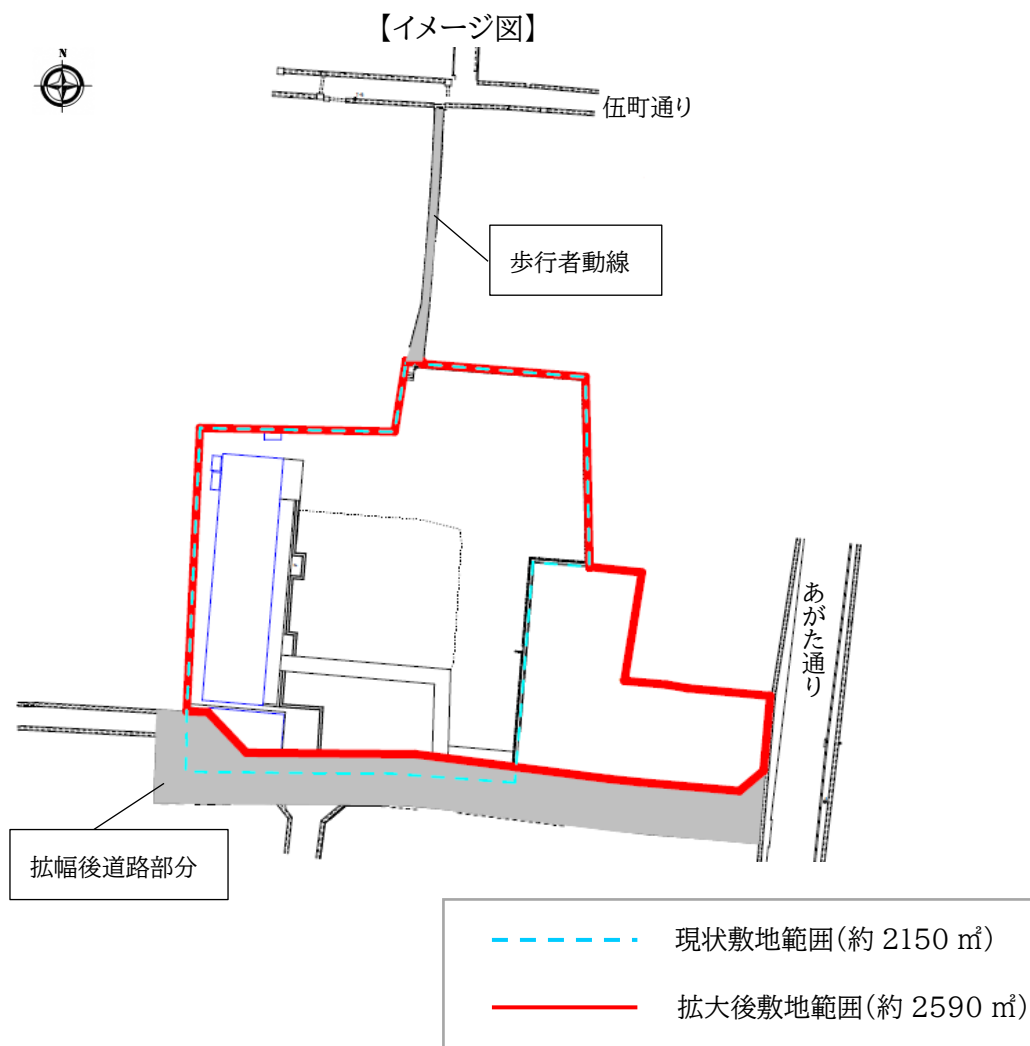 【イメージ図】
N
伍町通り
歩行者動線
あがた通り
拡幅後道路部分
現状敷地範囲(約 2150 ㎡)
拡大後敷地範囲(約 2590 ㎡)